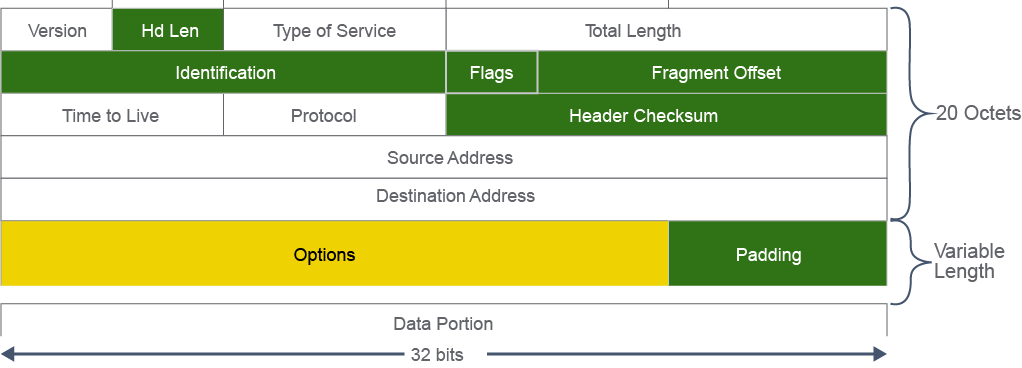 Version Hd Len Type of Service Total Length
Identification Flags Fragment Offset
Time to Live Protocol Header Checksum
20 Octets
Source Address
Destination Address
Options Padding
Variable
Length
Data Portion
32 bits